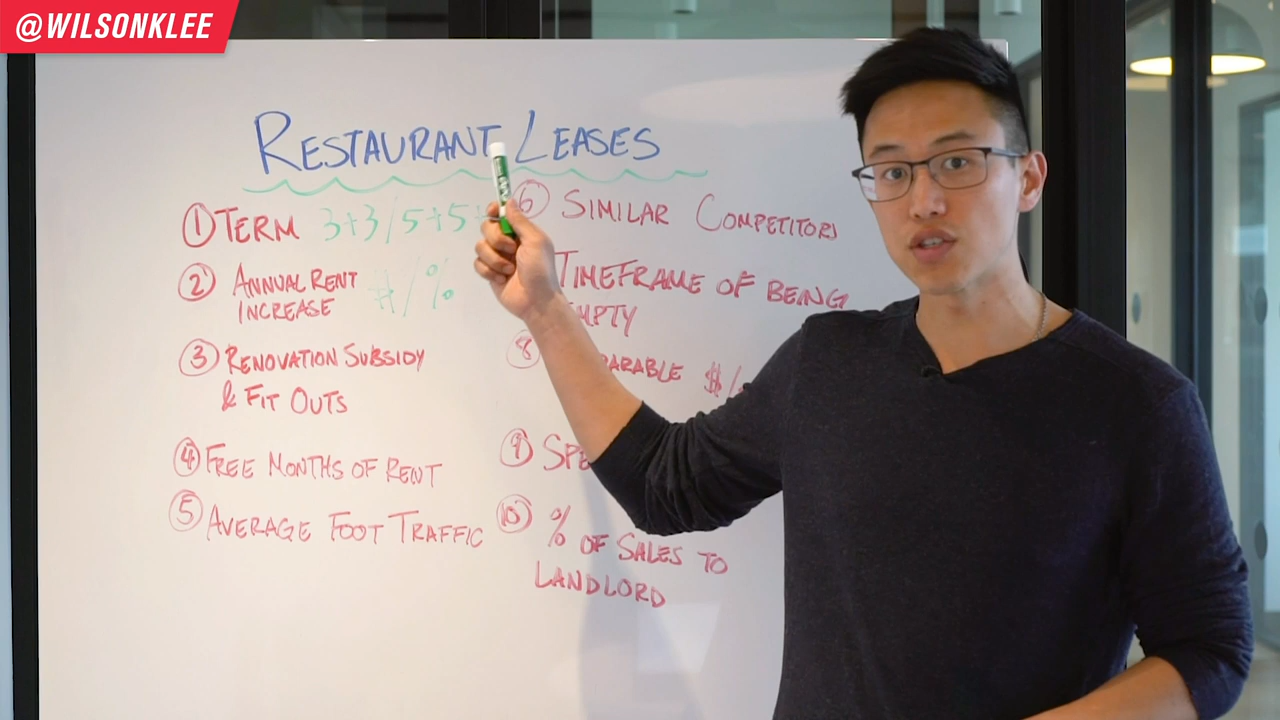 @WILSONKLEE
RESTAURANT LEASES
① TERM 3+3/5+5+
② ANNUAL RENT
INCREASE #/%
③ RENOVATION SUBSIDY
& FIT OUTS
④ FREE MONTHS OF RENT
⑤ AVERAGE FOOT TRAFFIC
⑥ SIMILAR COMPETITORS
TIMEFRAME OF BEING
⑧ $/
⑨
⑩ % OF SALES TO
LANDLORD